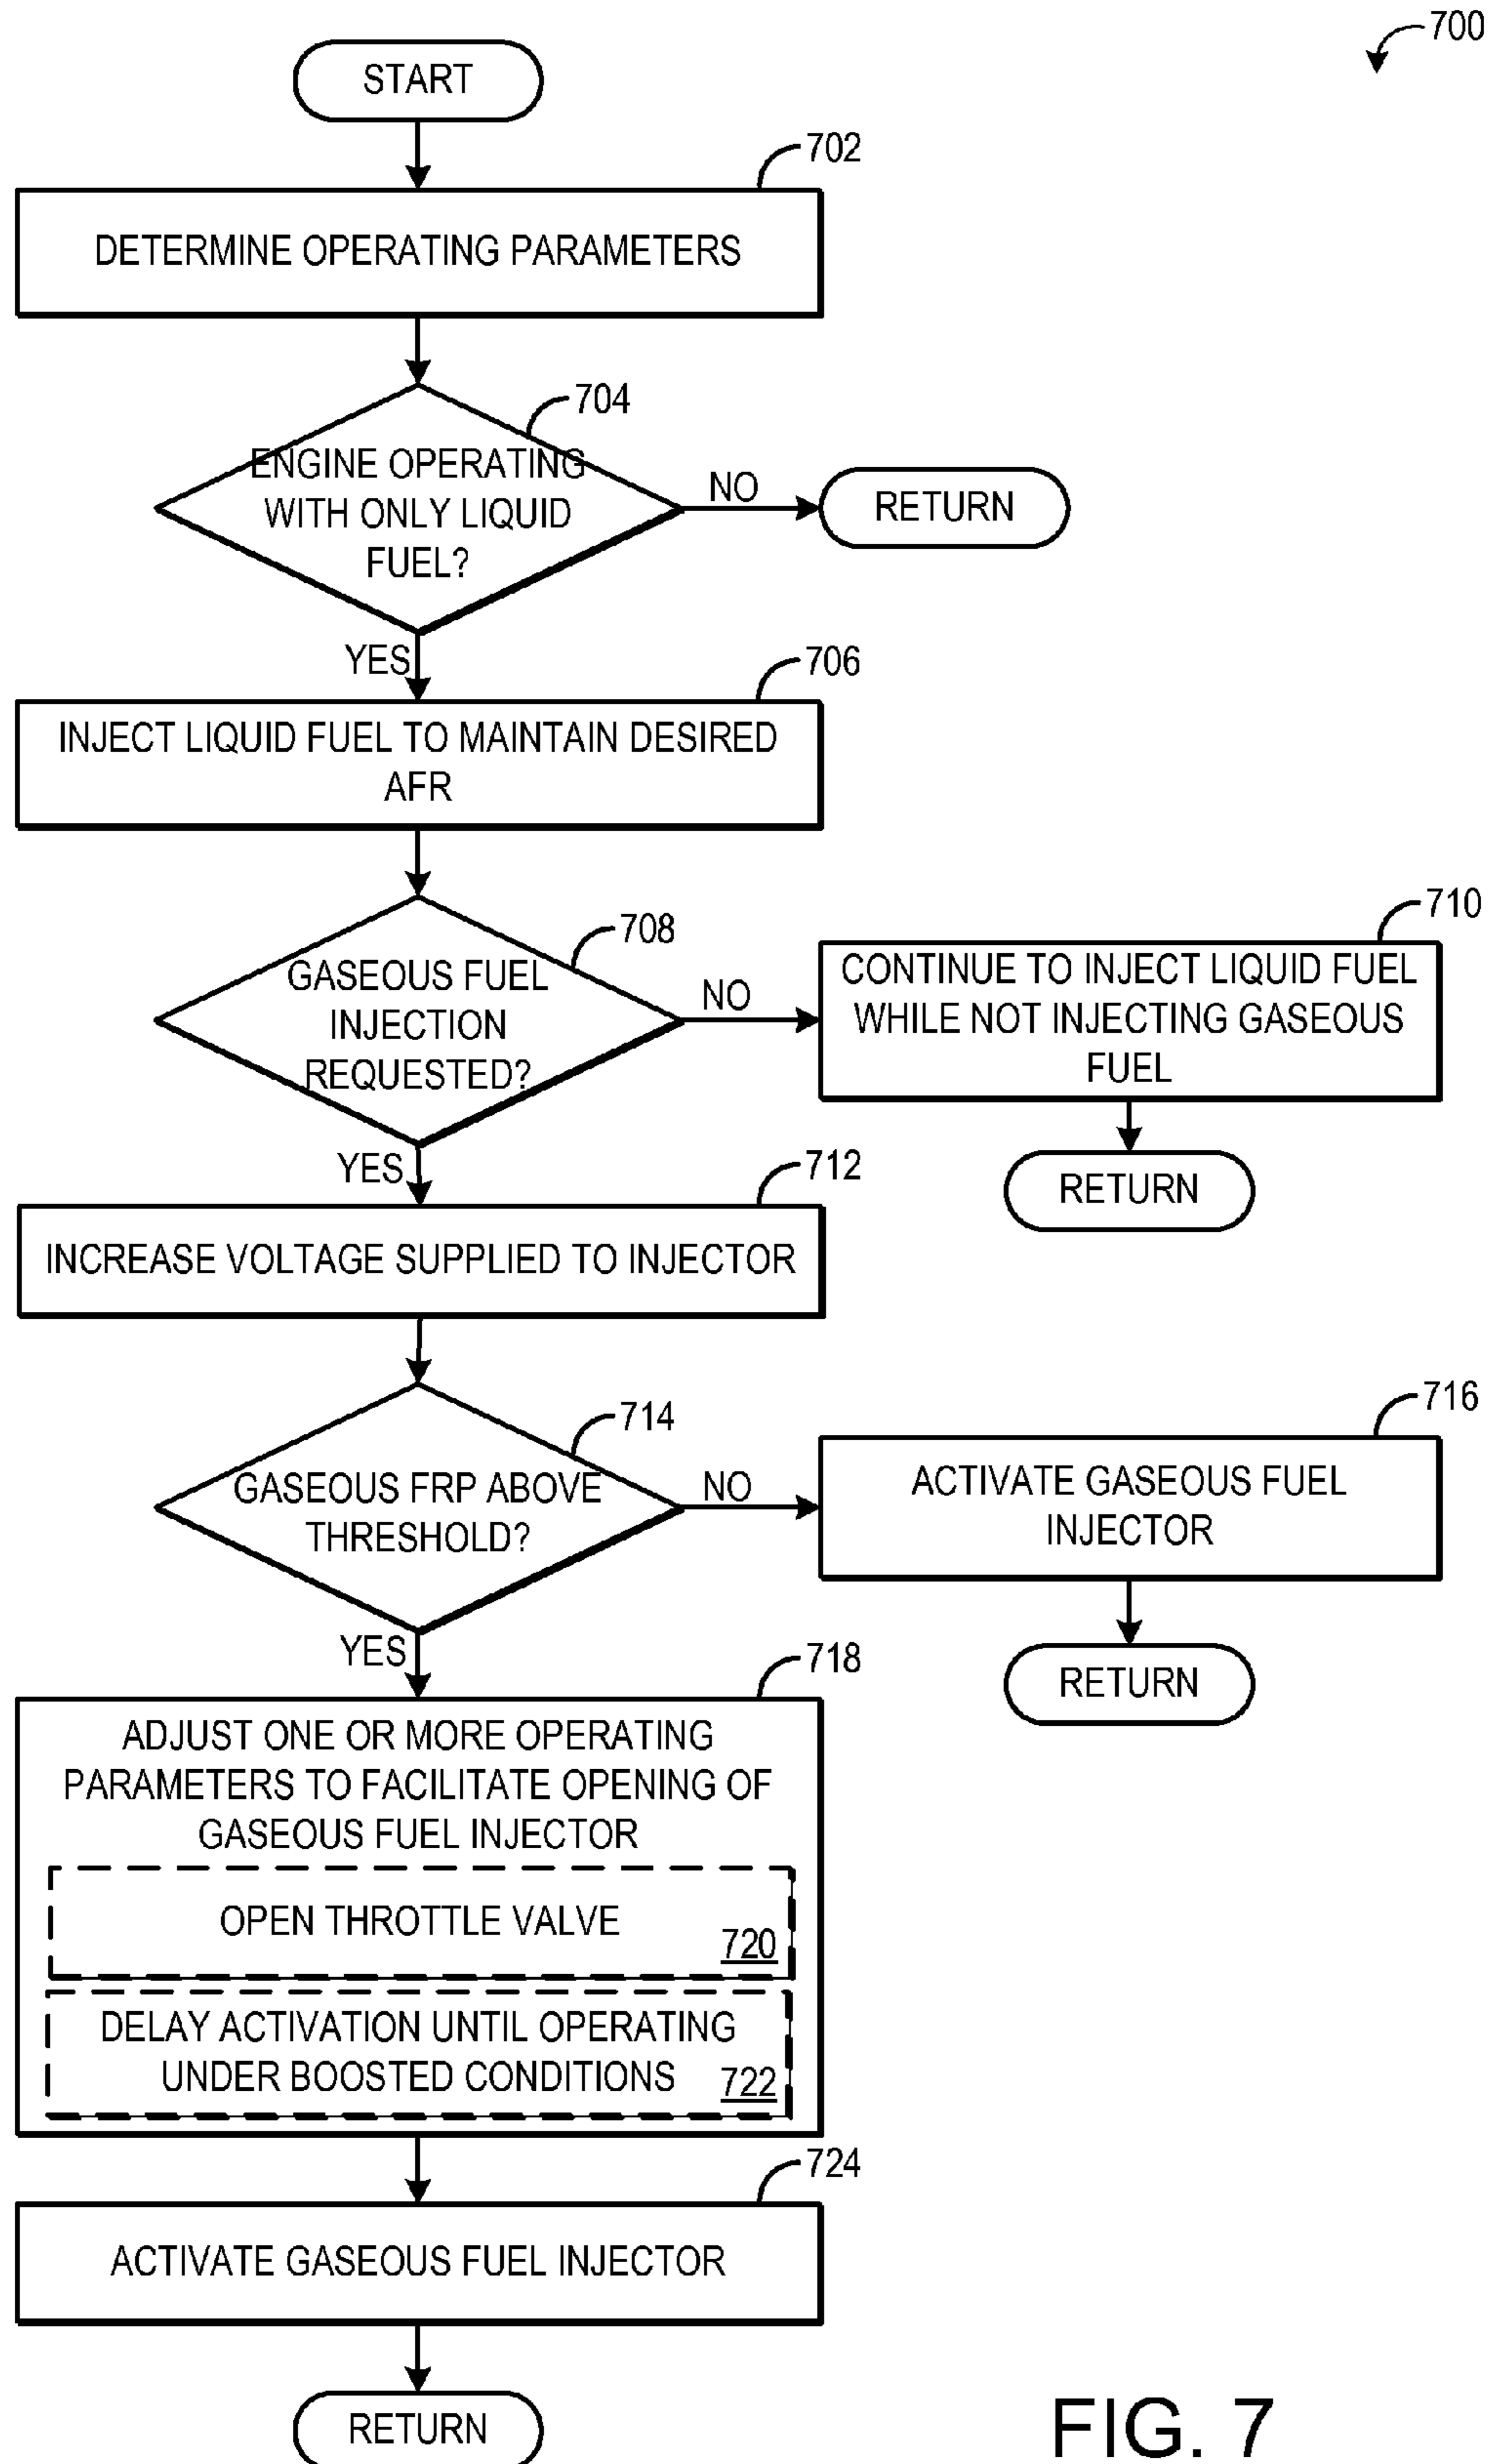 700
START
702
DETERMINE OPERATING PARAMETERS
704
ENGINE OPERATING
WITH ONLY LIQUID
FUEL?
NO
RETURN
YES
706
INJECT LIQUID FUEL TO MAINTAIN DESIRED
AFR
708
GASEOUS FUEL
INJECTION
REQUESTED?
NO
710
CONTINUE TO INJECT LIQUID FUEL
WHILE NOT INJECTING GASEOUS
FUEL
RETURN
YES
712
INCREASE VOLTAGE SUPPLIED TO INJECTOR
714
GASEOUS FRP ABOVE
THRESHOLD?
NO
716
ACTIVATE GASEOUS FUEL
INJECTOR
RETURN
YES
718
ADJUST ONE OR MORE OPERATING
PARAMETERS TO FACILITATE OPENING OF
GASEOUS FUEL INJECTOR
OPEN THROTTLE VALVE
720
DELAY ACTIVATION UNTIL OPERATING
UNDER BOOSTED CONDITIONS
722
724
ACTIVATE GASEOUS FUEL INJECTOR
RETURN
FIG. 7